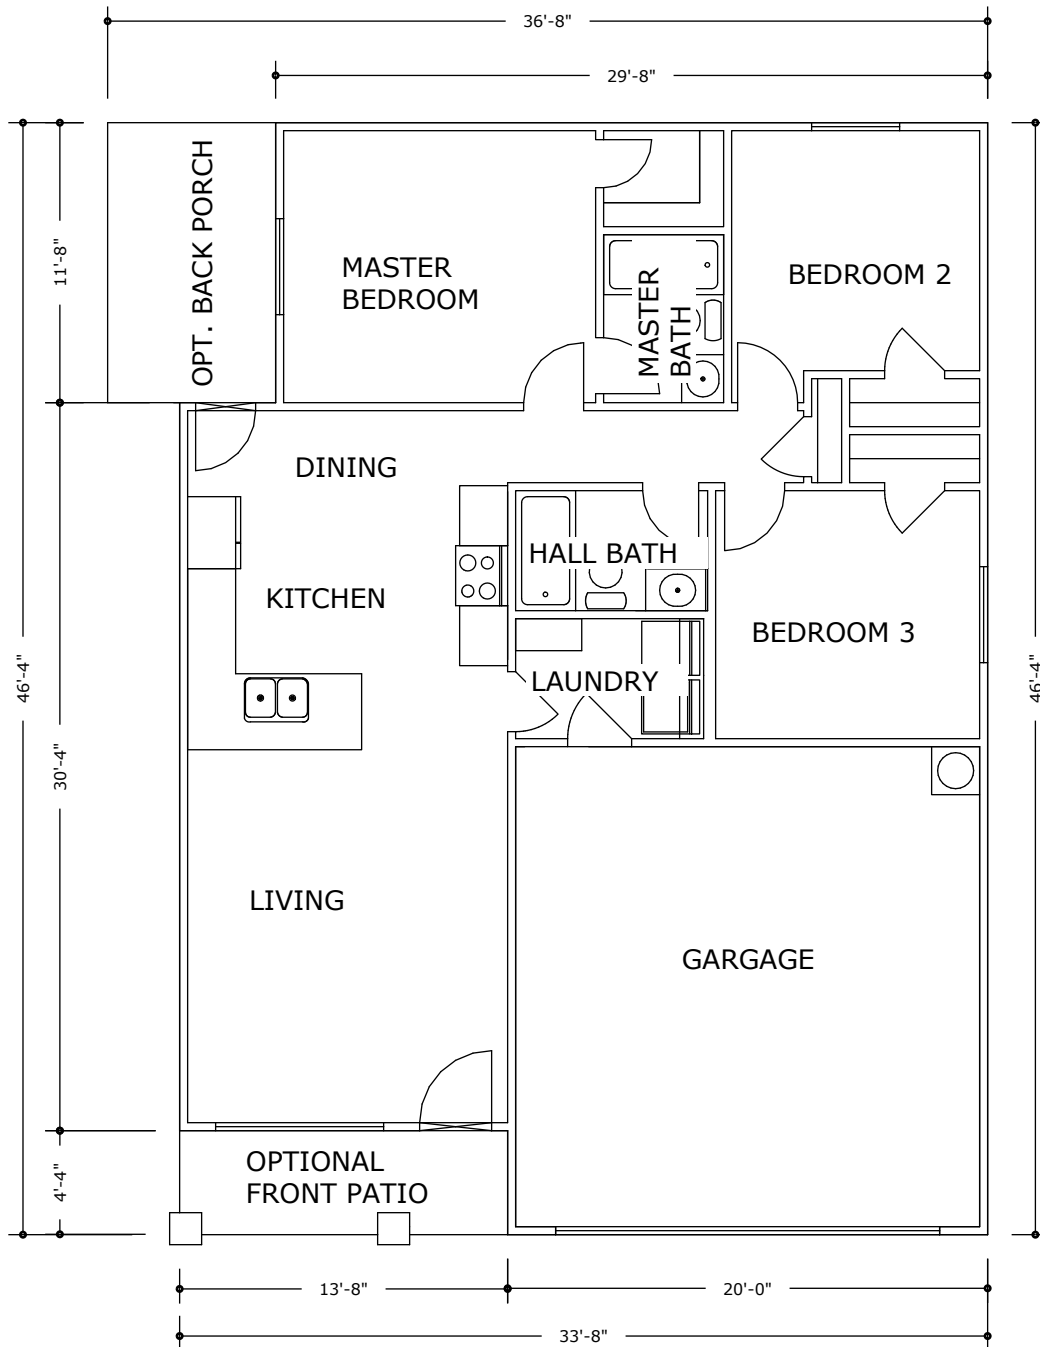 36'-8"
29'-8"
OPT. BACK PORCH
11'-8"
MASTER
BEDROOM
MASTER
BATH
BEDROOM 2
DINING
HALL BATH
KITCHEN
BEDROOM 3
LAUNDRY
46'-4"
46'-4"
30'-4"
LIVING
GARGAGE
OPTIONAL
FRONT PATIO
4'-4"
13'-8"
20'-0"
33'-8"